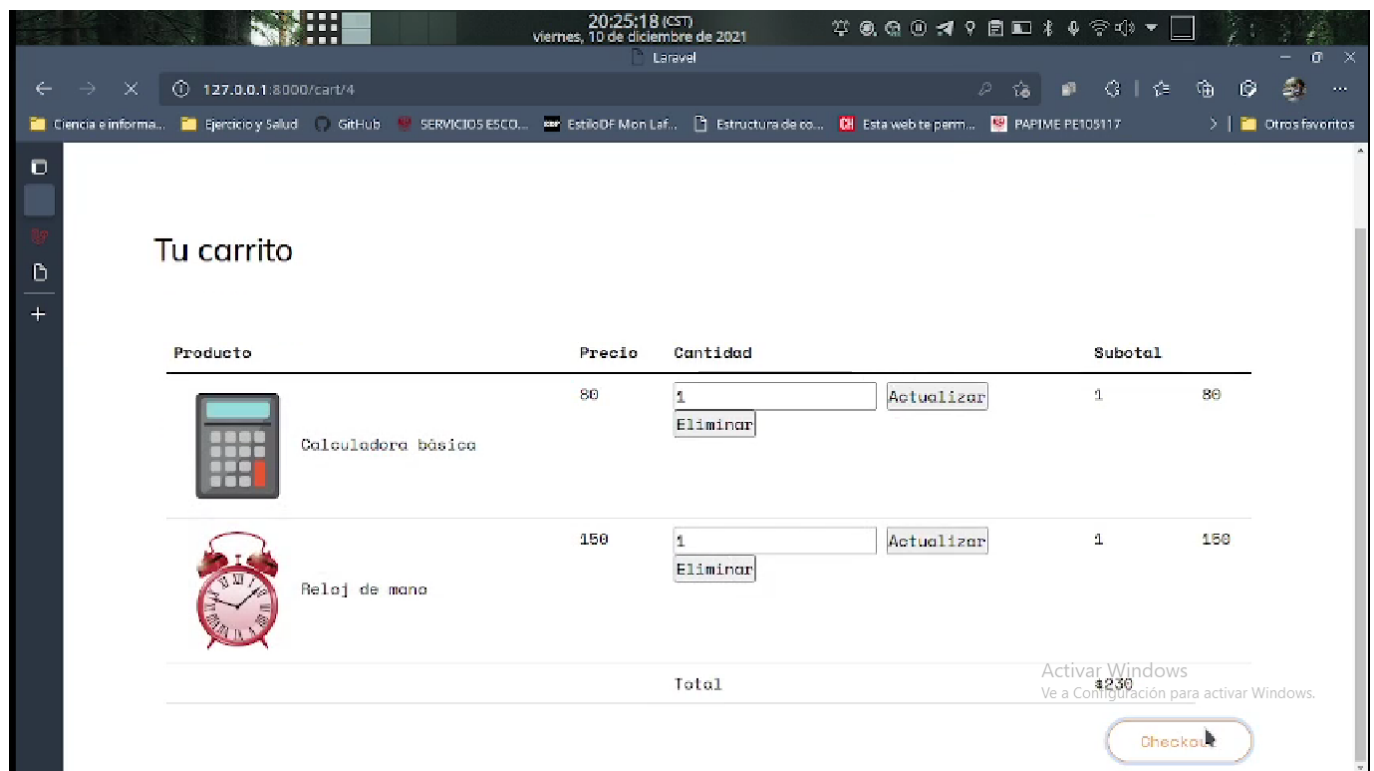 20:25:18 (CST)
viernes, 10 de diciembre de 2021
Laravel
127.0.0.1:8000/cart/4
Ciencia e informa... Ejercicio y Salud GitHub SERVICIOS ESCO... EstiloDF Mon Laf... Estructura de co... CH Esta web te perm... PAPIME PE105117 Otros favoritos
Tu carrito
Producto Precio Cantidad Subotal
Calculadora básica 80 1 Actualizar Eliminar 1 80
Reloj de mano 150 1 Actualizar Eliminar 1 150
Total $230
Activar Windows
Ve a Configuración para activar Windows.
Checkout